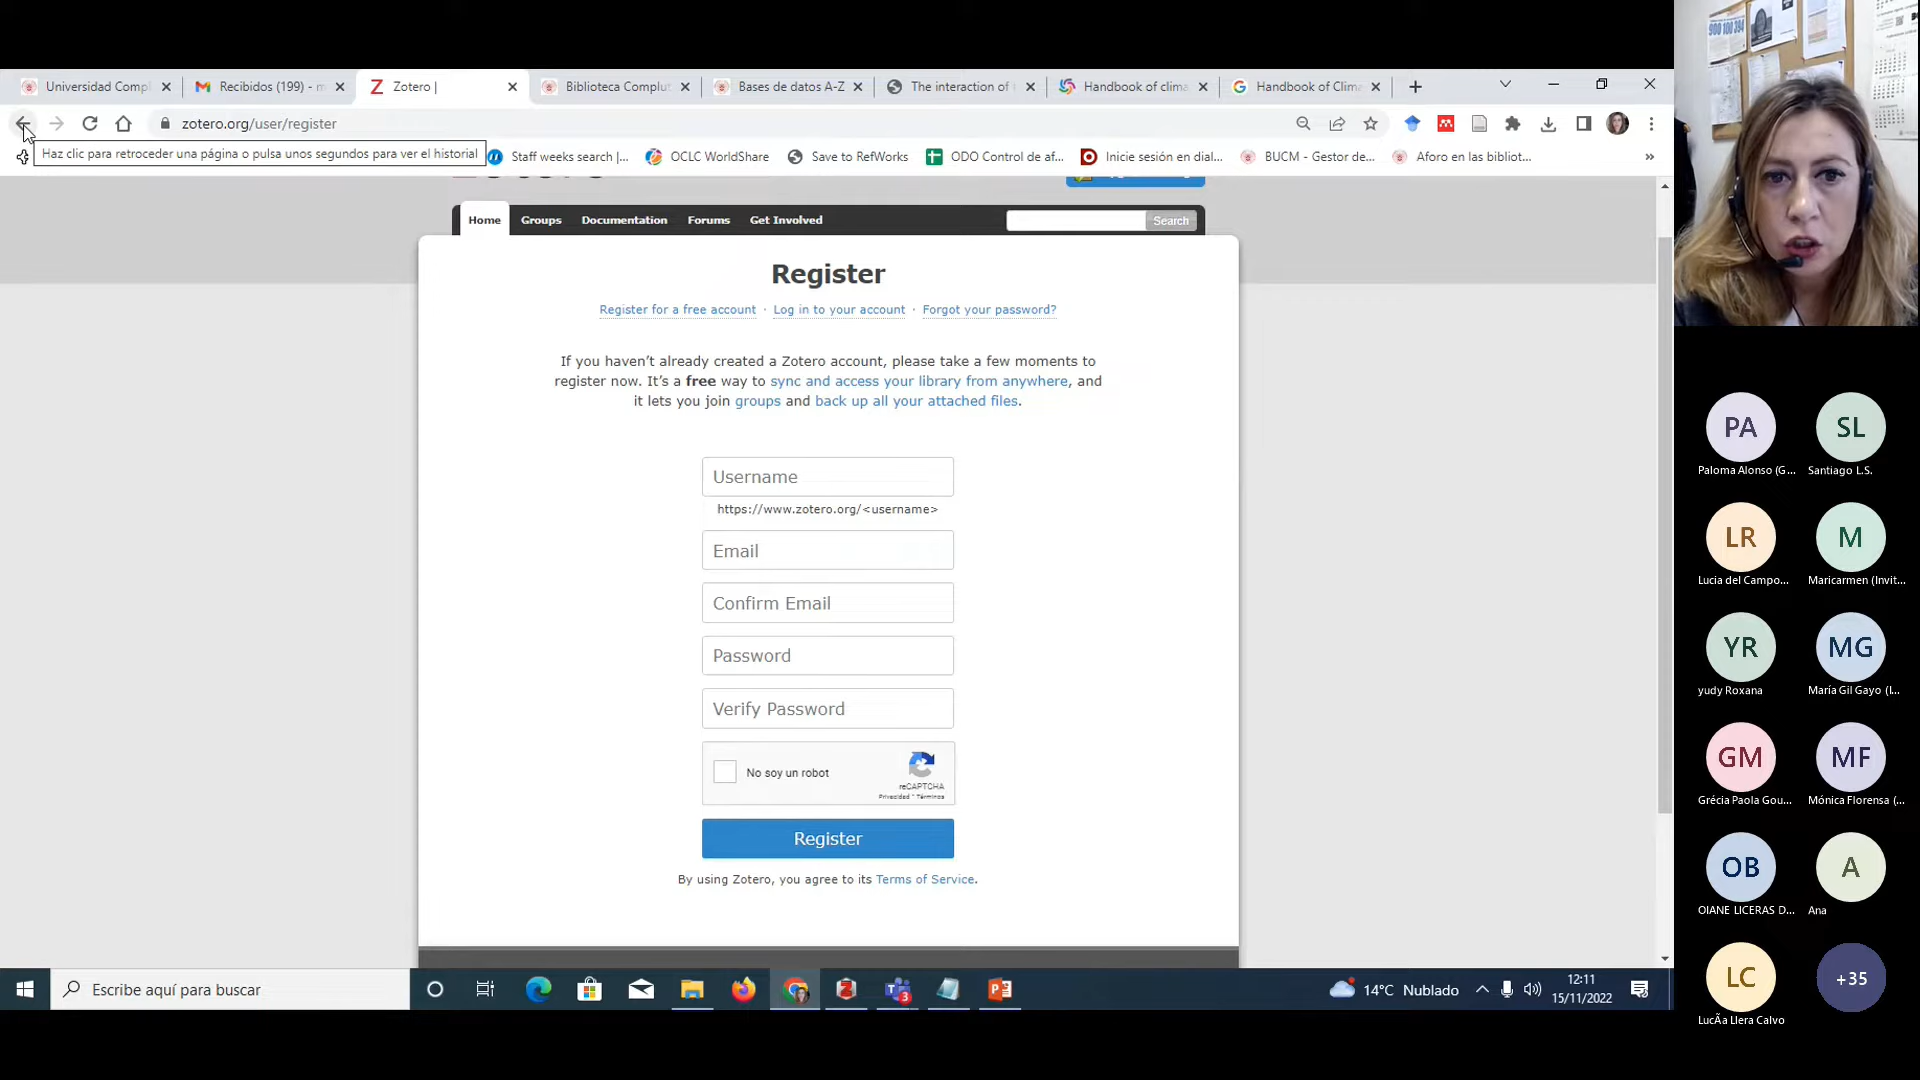 Universidad Compl
Recibidos (199) - m
Zotero |
Biblioteca Complut
Bases de datos A-Z
The interaction of
Handbook of clima
Handbook of Clima
zotero.org/user/register
Haz clic para retroceder una página o pulsa unos segundos para ver el historial
Staff weeks search |...
OCLC WorldShare
Save to RefWorks
ODO Control de af...
Inicie sesión en dial...
BUCM - Gestor de...
Aforo en las bibliot...
»
Home
Groups
Documentation
Forums
Get Involved
Search
Register
Register for a free account · Log in to your account · Forgot your password?
If you haven't already created a Zotero account, please take a few moments to
register now. It's a free way to sync and access your library from anywhere, and
it lets you join groups and back up all your attached files.
Username
https://www.zotero.org/<username>
Email
Confirm Email
Password
Verify Password
No soy un robot
reCAPTCHA
Privacidad - Términos
Register
By using Zotero, you agree to its Terms of Service.
Escribe aquí para buscar
14°C Nublado
12:11
15/11/2022
900 100 394
PA
Paloma Alonso (G...
SL
Santiago L.S.
LR
Lucia del Campo...
M
Maricarmen (Invit...
YR
yudy Roxana
MG
María Gil Gayo (I...
GM
Grécia Paola Gou...
MF
Mónica Florensa (...
OB
OIANE LICERAS D...
A
Ana
LC
LucÃa Llera Calvo
+35